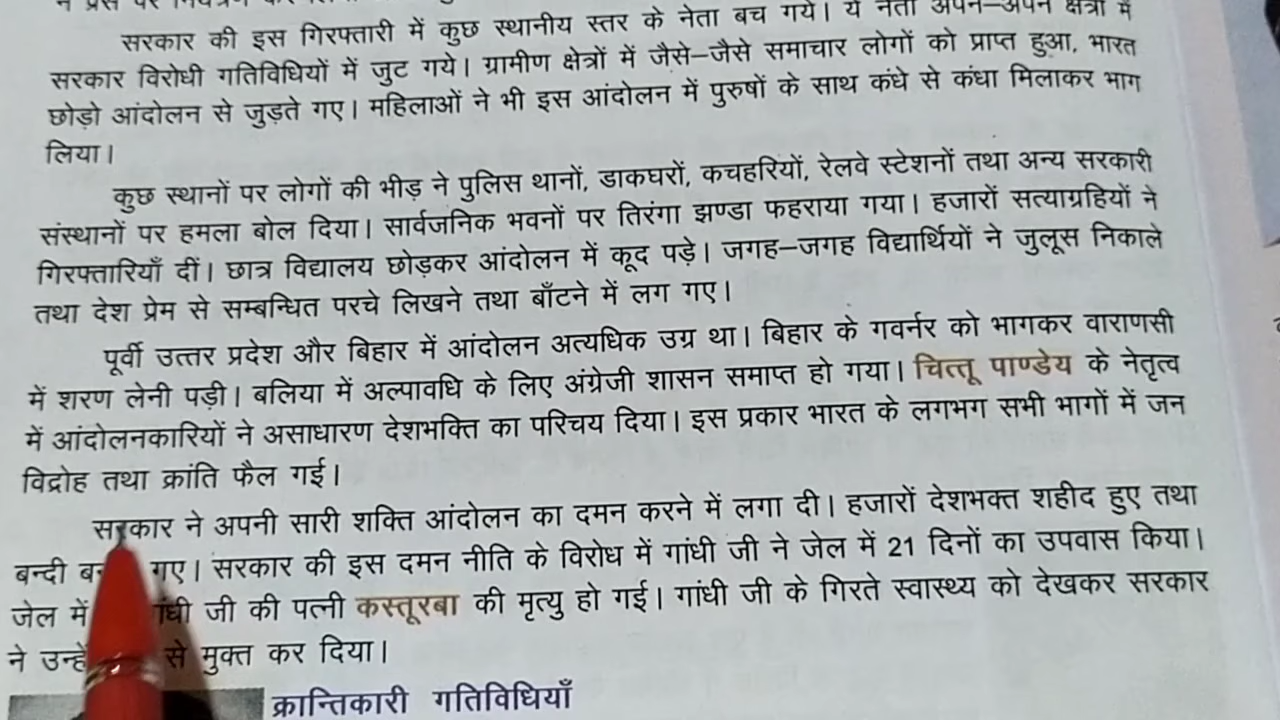 सरकार की इस गिरफ्तारी में कुछ स्थानीय स्तर के नेता बच गये। ये नेता अपने–अपने क्षेत्रों में
सरकार विरोधी गतिविधियों में जुट गये। ग्रामीण क्षेत्रों में जैसे–जैसे समाचार लोगों को प्राप्त हुआ, भारत
छोड़ो आंदोलन से जुड़ते गए। महिलाओं ने भी इस आंदोलन में पुरुषों के साथ कंधे से कंधा मिलाकर भाग
लिया।
कुछ स्थानों पर लोगों की भीड़ ने पुलिस थानों, डाकघरों, कचहरियों, रेलवे स्टेशनों तथा अन्य सरकारी
संस्थानों पर हमला बोल दिया। सार्वजनिक भवनों पर तिरंगा झण्डा फहराया गया। हजारों सत्याग्रहियों ने
गिरफ्तारियाँ दीं। छात्र विद्यालय छोड़कर आंदोलन में कूद पड़े। जगह–जगह विद्यार्थियों ने जुलूस निकाले
तथा देश प्रेम से सम्बन्धित परचे लिखने तथा बाँटने में लग गए।
पूर्वी उत्तर प्रदेश और बिहार में आंदोलन अत्यधिक उग्र था। बिहार के गवर्नर को भागकर वाराणसी
में शरण लेनी पड़ी। बलिया में अल्पावधि के लिए अंग्रेजी शासन समाप्त हो गया। चित्तू पाण्डेय के नेतृत्व
में आंदोलनकारियों ने असाधारण देशभक्ति का परिचय दिया। इस प्रकार भारत के लगभग सभी भागों में जन
विद्रोह तथा क्रांति फैल गई।
सरकार ने अपनी सारी शक्ति आंदोलन का दमन करने में लगा दी। हजारों देशभक्त शहीद हुए तथा
बन्दी गए। सरकार की इस दमन नीति के विरोध में गांधी जी ने जेल में 21 दिनों का उपवास किया।
जेल में जी की पत्नी कस्तूरबा की मृत्यु हो गई। गांधी जी के गिरते स्वास्थ्य को देखकर सरकार
ने से मुक्त कर दिया।
क्रान्तिकारी गतिविधियाँ